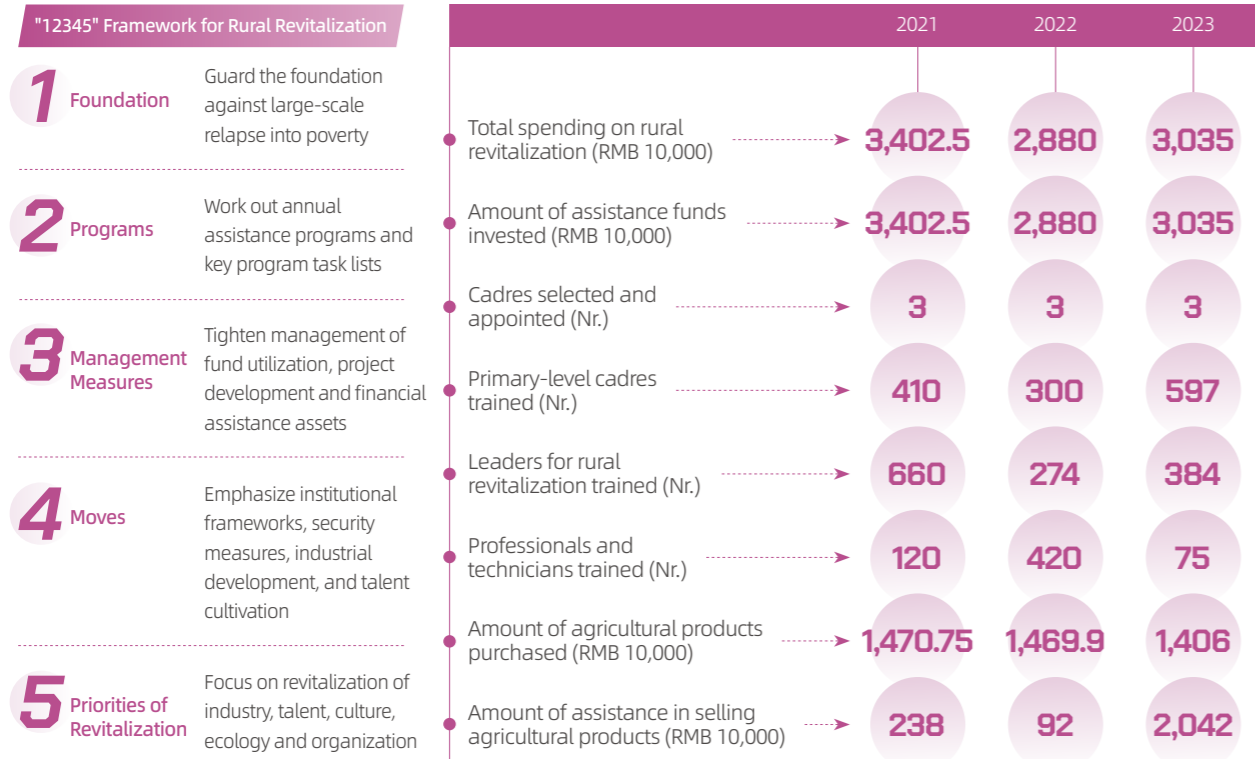 "12345" Framework for Rural Revitalization
1
Foundation
Guard the foundation
against large-scale
relapse into poverty
2
Programs
Work out annual
assistance programs and
key program task lists
3
Management
Measures
Tighten management of
fund utilization, project
development and financial
assistance assets
4
Moves
Emphasize institutional
frameworks, security
measures, industrial
development, and talent
cultivation
5
Priorities of
Revitalization
Focus on revitalization of
industry, talent, culture,
ecology and organization
2021 2022 2023
Total spending on rural
revitalization (RMB 10,000)
3,402.5 2,880 3,035
Amount of assistance funds
invested (RMB 10,000)
3,402.5 2,880 3,035
Cadres selected and
appointed (Nr.)
3 3 3
Primary-level cadres
trained (Nr.)
410 300 597
Leaders for rural
revitalization trained (Nr.)
660 274 384
Professionals and
technicians trained (Nr.)
120 420 75
Amount of agricultural products
purchased (RMB 10,000)
1,470.75 1,469.9 1,406
Amount of assistance in selling
agricultural products (RMB 10,000)
238 92 2,042